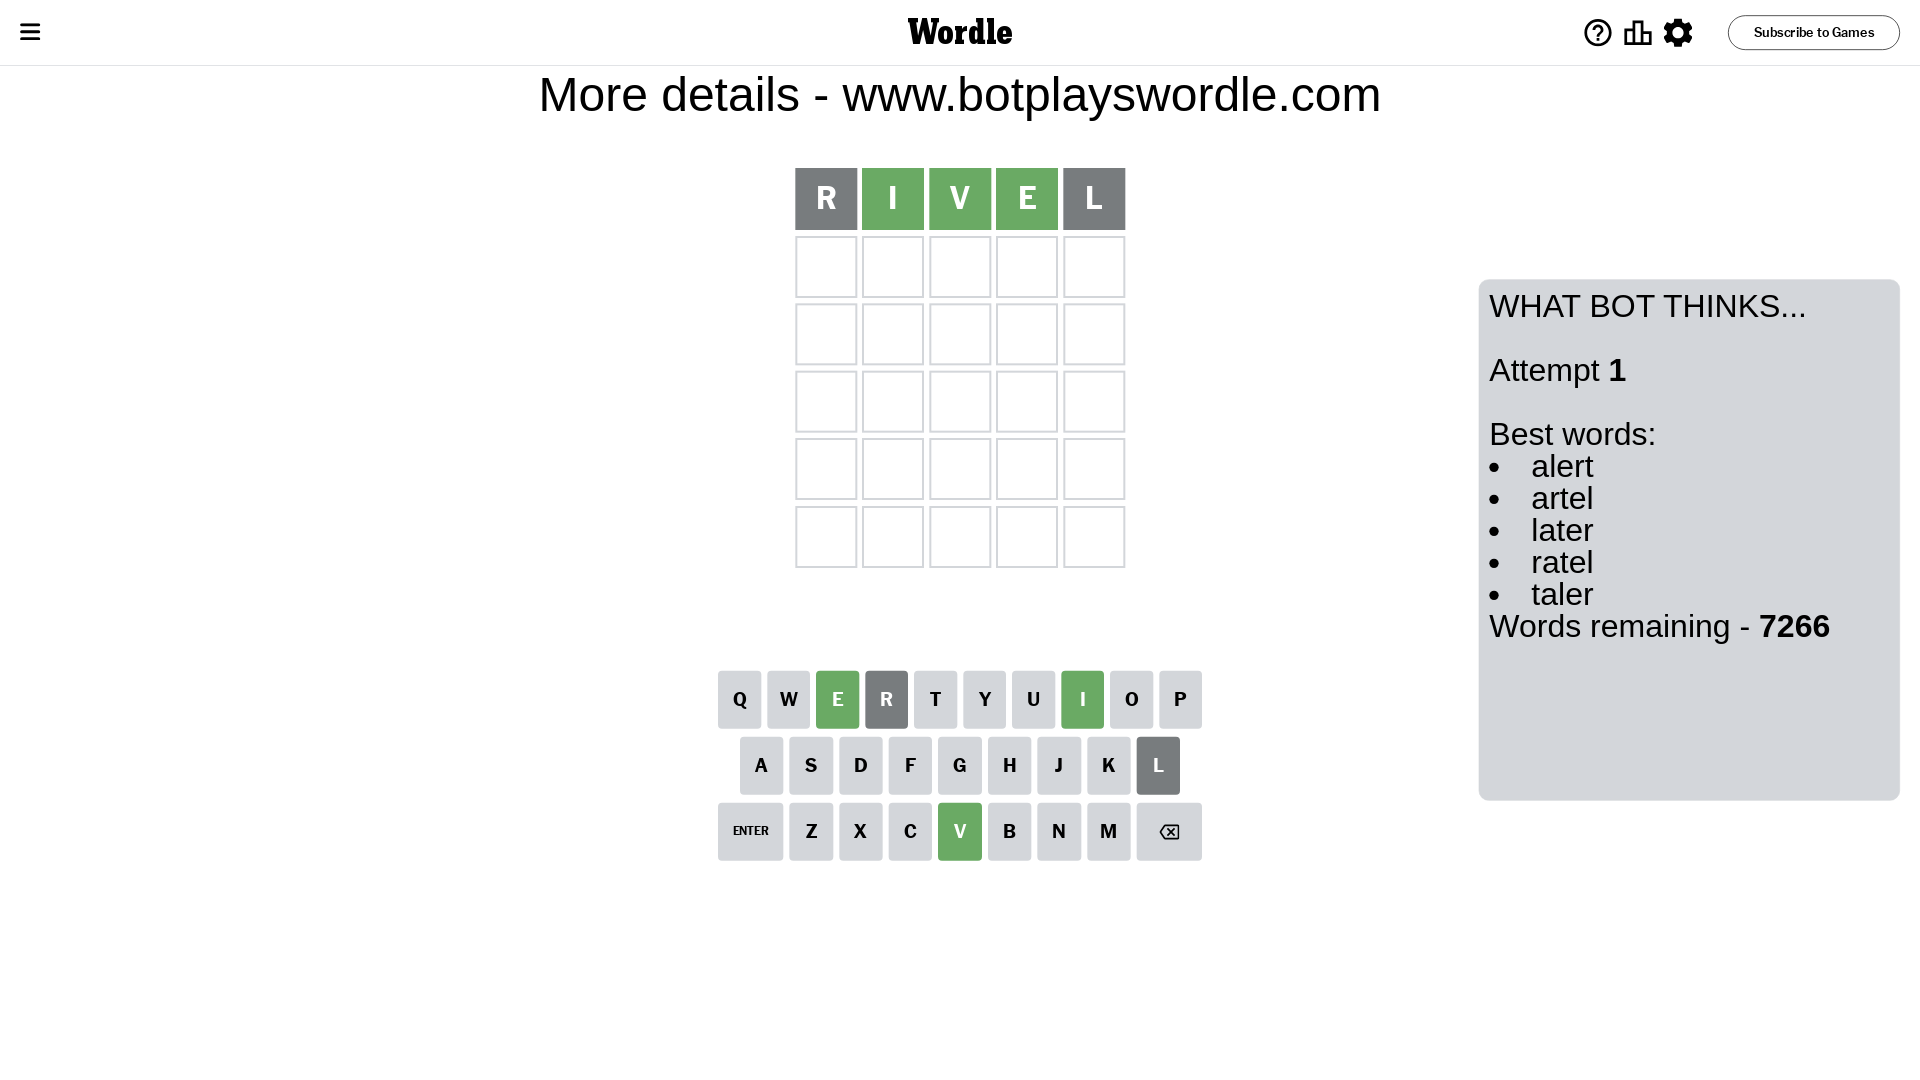 Wordle
Subscribe to Games
More details - www.botplayswordle.com
R I V E L
WHAT BOT THINKS...
Attempt 1
Best words:
• alert
• artel
• later
• ratel
• taler
Words remaining - 7266
Q W E R T Y U I O P
A S D F G H J K L
ENTER Z X C V B N M